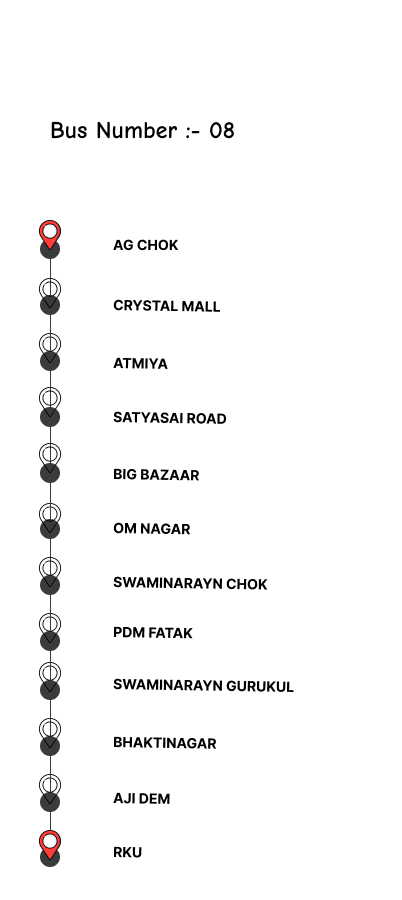 Bus Number :- 08
AG CHOK
CRYSTAL MALL
ATMIYA
SATYASAI ROAD
BIG BAZAAR
OM NAGAR
SWAMINARAYN CHOK
PDM FATAK
SWAMINARAYN GURUKUL
BHAKTINAGAR
AJI DEM
RKU